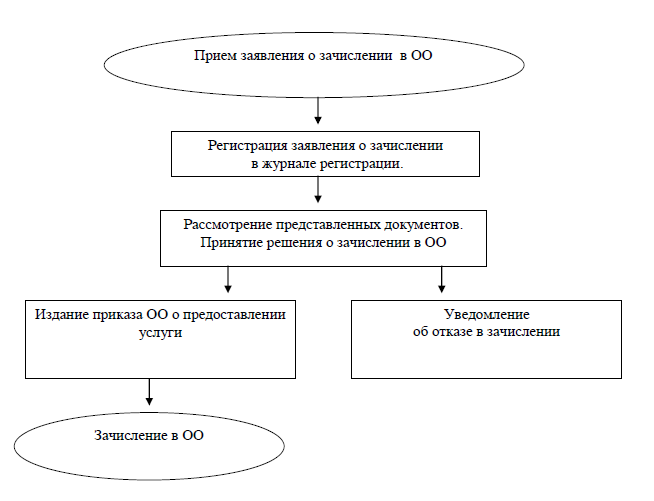 Прием заявления о зачислении в ОО
Регистрация заявления о зачислении
в журнале регистрации.
Рассмотрение представленных документов.
Принятие решения о зачислении в ОО
Издание приказа ОО о предоставлении
услуги
Уведомление
об отказе в зачислении
Зачисление в ОО